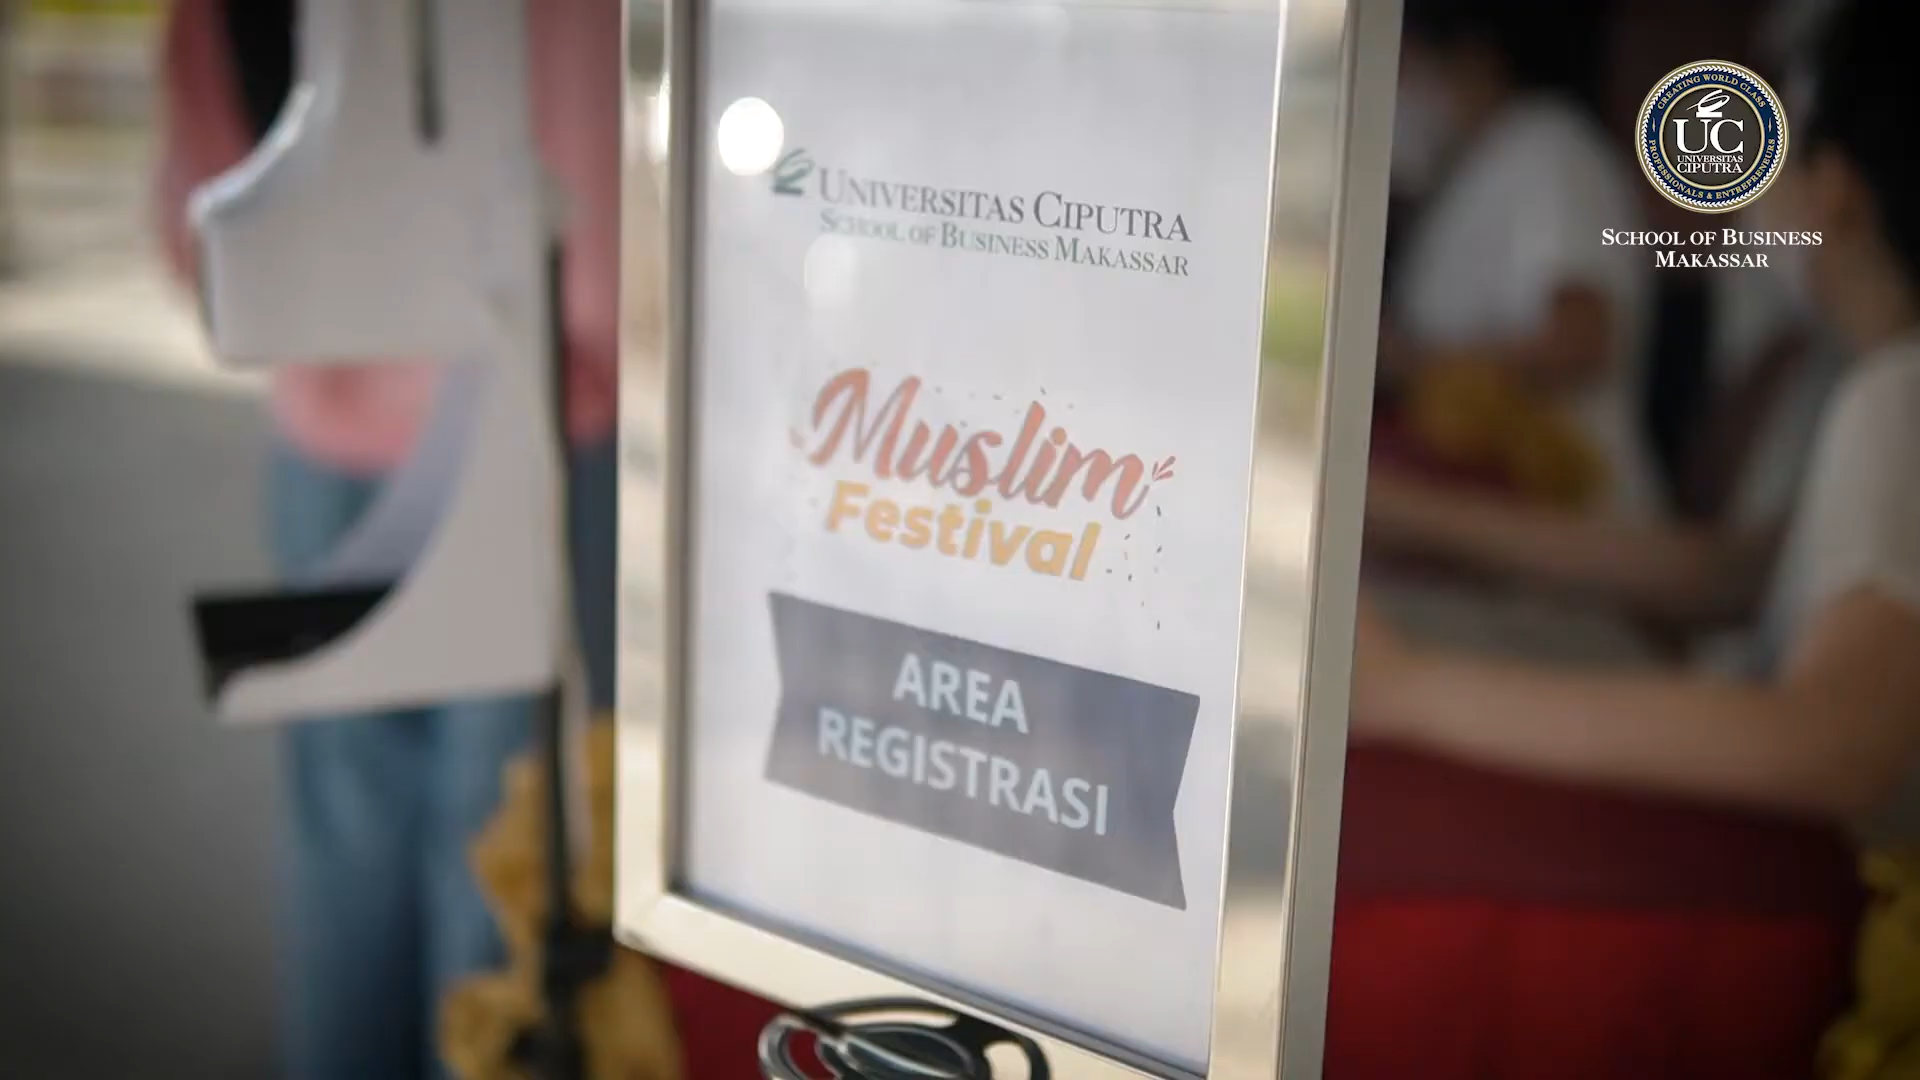 UNIVERSITAS CIPUTRA
SCHOOL OF BUSINESS MAKASSAR
Muslim
Festival
AREA
REGISTRASI
CREATING WORLD CLASS
UC
UNIVERSITAS
CIPUTRA
PROFESSIONALS & ENTREPRENEURS
SCHOOL OF BUSINESS
MAKASSAR